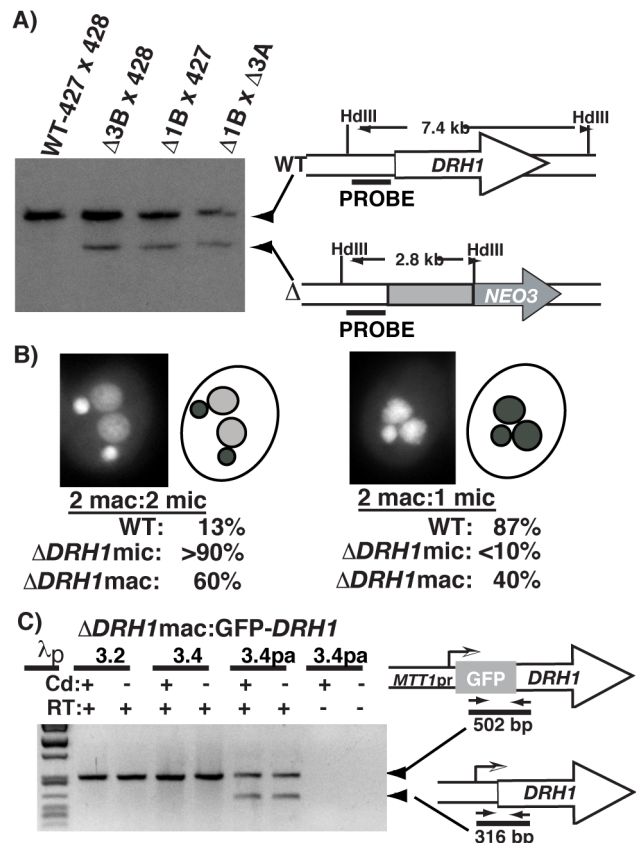 A)
WT-427 x 428
Δ3B x 428
Δ1B x 427
Δ1B x Δ3A
HdIII
7.4 kb
HdIII
WT
DRH1
PROBE
HdIII
2.8 kb
HdIII
Δ
NEO3
PROBE
B)
2 mac:2 mic
WT: 13%
ΔDRH1mic: >90%
ΔDRH1mac: 60%
2 mac:1 mic
WT: 87%
ΔDRH1mic: <10%
ΔDRH1mac: 40%
C)
ΔDRH1mac:GFP-DRH1
λp 3.2 3.4 3.4pa 3.4pa
Cd:+ - + - + - + -
RT: + + + + + + - -
MTT1pr GFP DRH1
502 bp
DRH1
316 bp